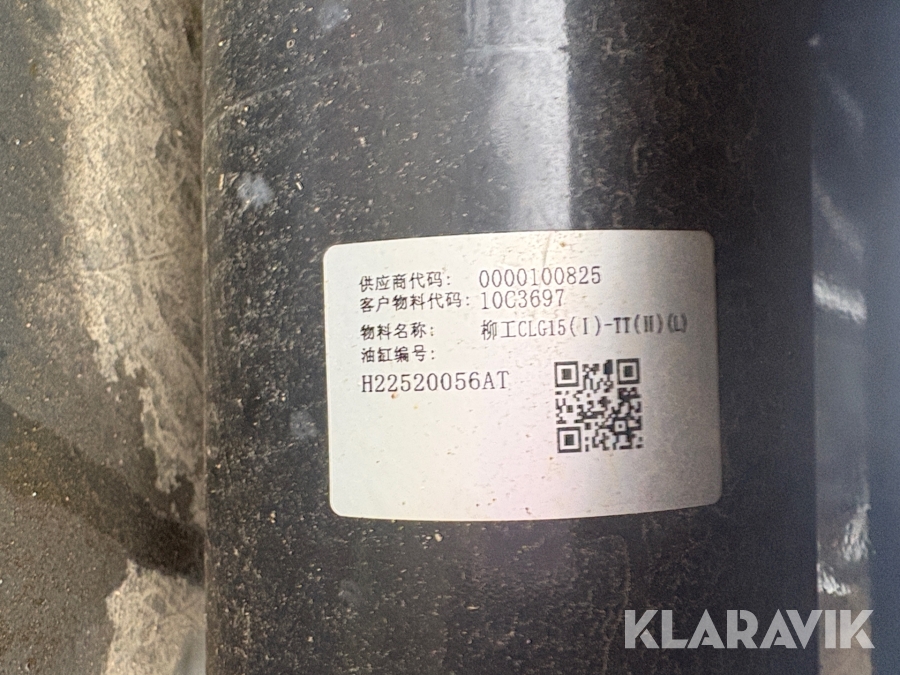 供应商代码: 0000100825
客户物料代码: 10C3697
物料名称: 柳工CLG15(I)-TT(H)(L)
油缸编号:
H22520056AT
KLARAVIK